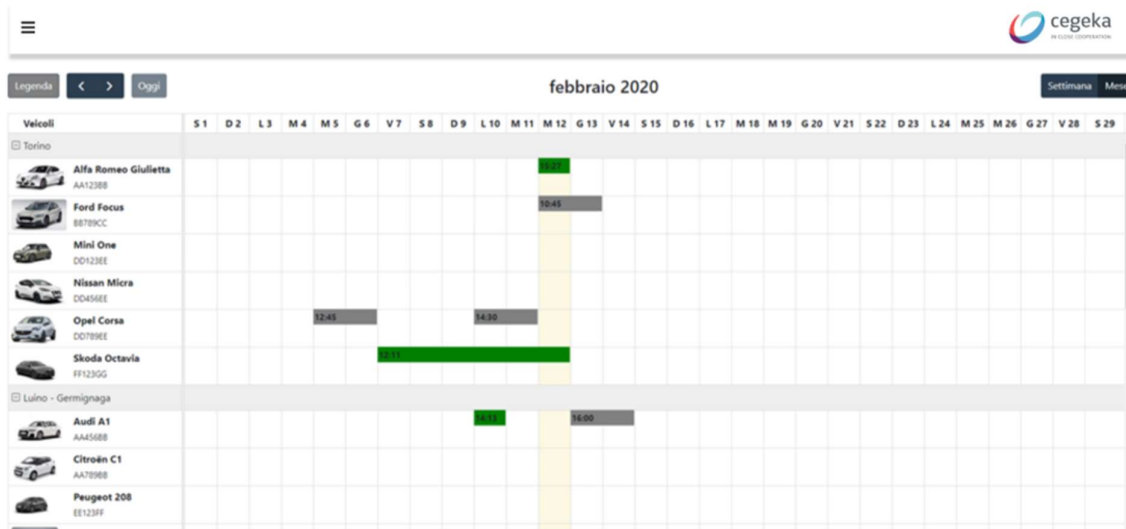 cegeka
IN CLOSE COOPERATION
Legenda Oggi febbraio 2020 Settimana Mese
Veicoli S 1 D 2 L 3 M 4 M 5 G 6 V 7 S 8 D 9 L 10 M 11 M 12 G 13 V 14 S 15 D 16 L 17 M 18 M 19 G 20 V 21 S 22 D 23 L 24 M 25 M 26 G 27 V 28 S 29
Torino
Alfa Romeo Giulietta 15:27
AA123BB
Ford Focus 10:45
BB789CC
Mini One
DD123EE
Nissan Micra
DD456EE
Opel Corsa 12:45 14:30
DD789EE
Skoda Octavia 12:11
FF123GG
Luino - Germignaga
Audi A1 16:00
AA456BB
Citroën C1
AA789BB
Peugeot 208
EE123FF